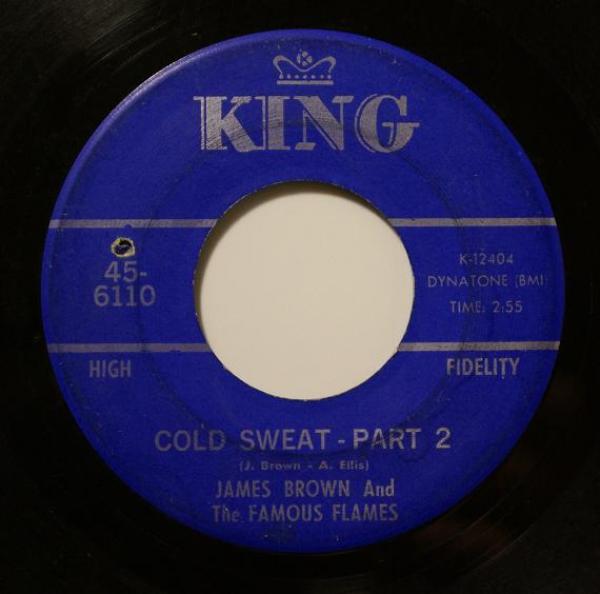 K
KING
45-
6110
K-12404
DYNATONE (BMI)
TIME: 2:55
HIGH
FIDELITY
COLD SWEAT - PART 2
(J. Brown - A. Ellis)
JAMES BROWN And
The FAMOUS FLAMES